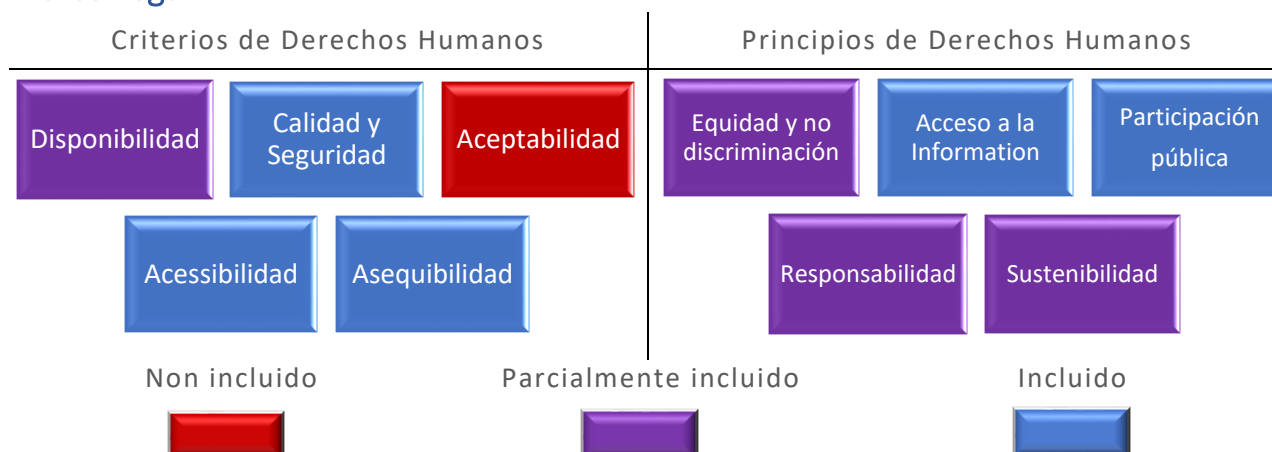 Criterios de Derechos Humanos
Principios de Derechos Humanos
Disponibilidad
Calidad y
Seguridad
Aceptabilidad
Equidad y no
discriminación
Acceso a la
Information
Participación
pública
Acessibilidad
Asequibilidad
Responsabilidad
Sustenibilidad
Non incluido
Parcialmente incluido
Incluido